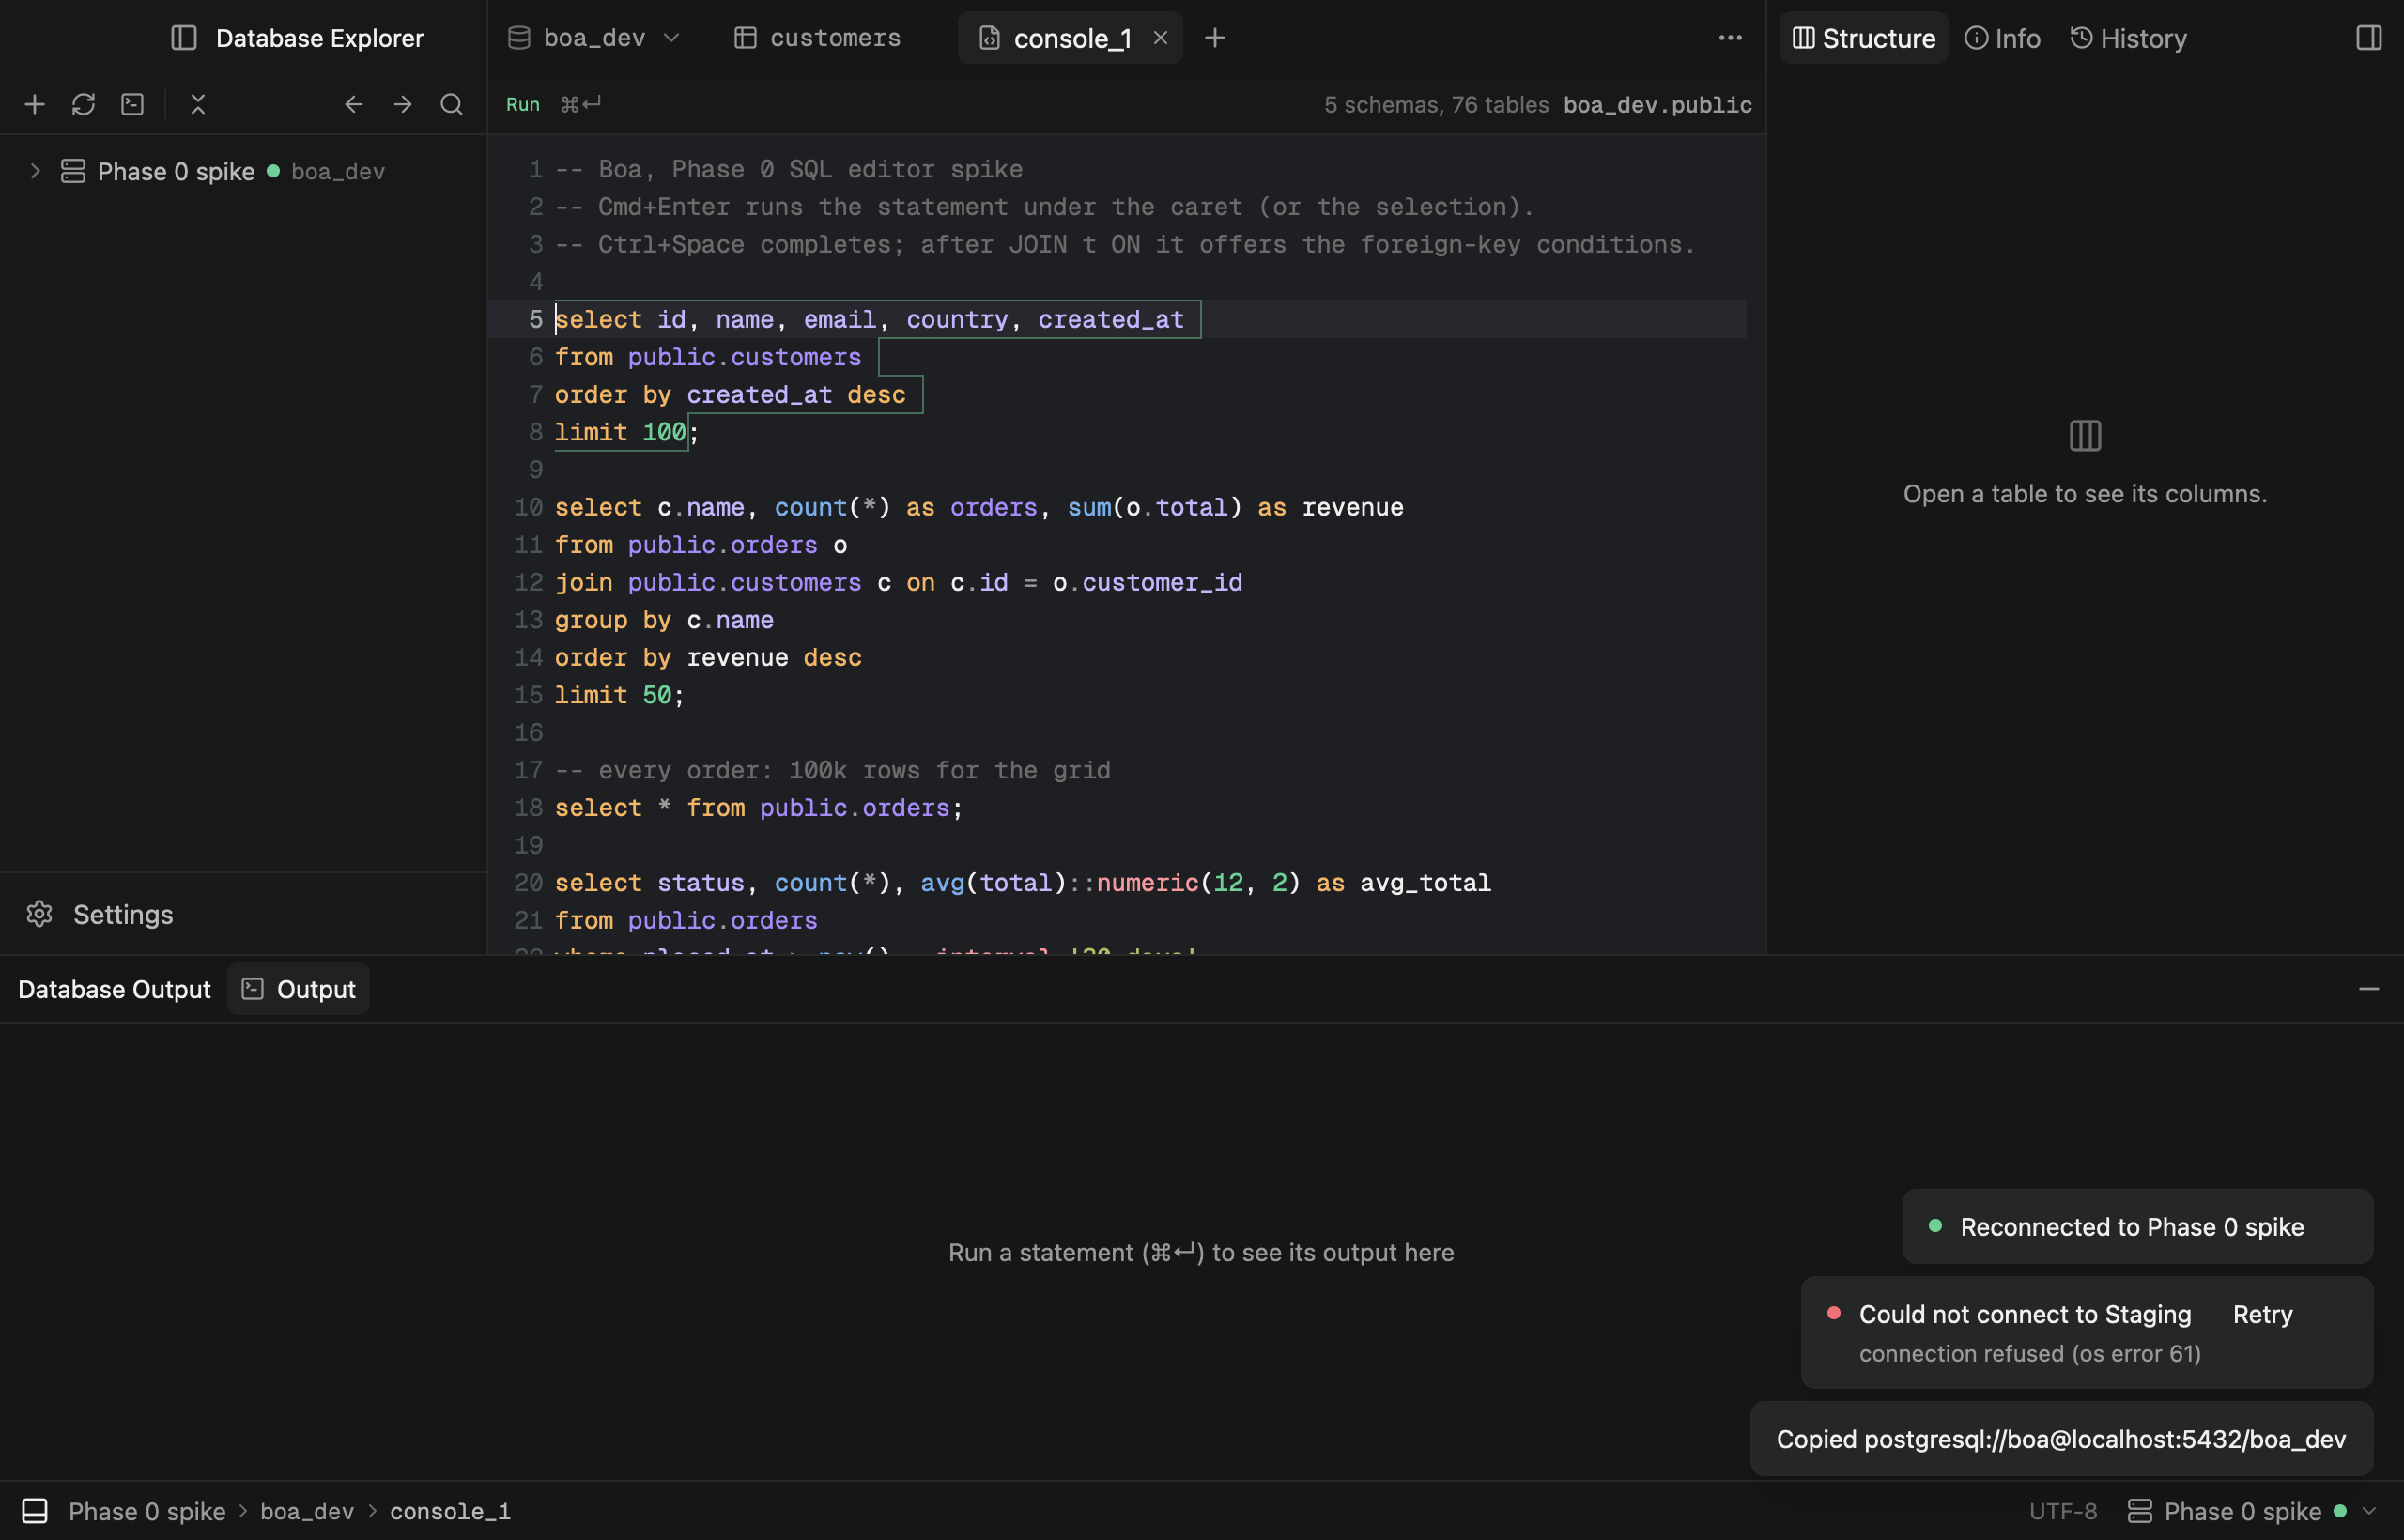 Database Explorer
boa_dev
customers
console_1
Structure
Info
History
Run ⌘↵
5 schemas, 76 tables boa_dev.public
Phase 0 spike boa_dev
1 -- Boa, Phase 0 SQL editor spike
2 -- Cmd+Enter runs the statement under the caret (or the selection).
3 -- Ctrl+Space completes; after JOIN t ON it offers the foreign-key conditions.
4
5 select id, name, email, country, created_at
6 from public.customers
7 order by created_at desc
8 limit 100;
9
10 select c.name, count(*) as orders, sum(o.total) as revenue
11 from public.orders o
12 join public.customers c on c.id = o.customer_id
13 group by c.name
14 order by revenue desc
15 limit 50;
16
17 -- every order: 100k rows for the grid
18 select * from public.orders;
19
20 select status, count(*), avg(total)::numeric(12, 2) as avg_total
21 from public.orders
Open a table to see its columns.
Settings
Database Output
Output
Run a statement (⌘↵) to see its output here
Reconnected to Phase 0 spike
Could not connect to Staging Retry
connection refused (os error 61)
Copied postgresql://boa@localhost:5432/boa_dev
Phase 0 spike > boa_dev > console_1
UTF-8
Phase 0 spike